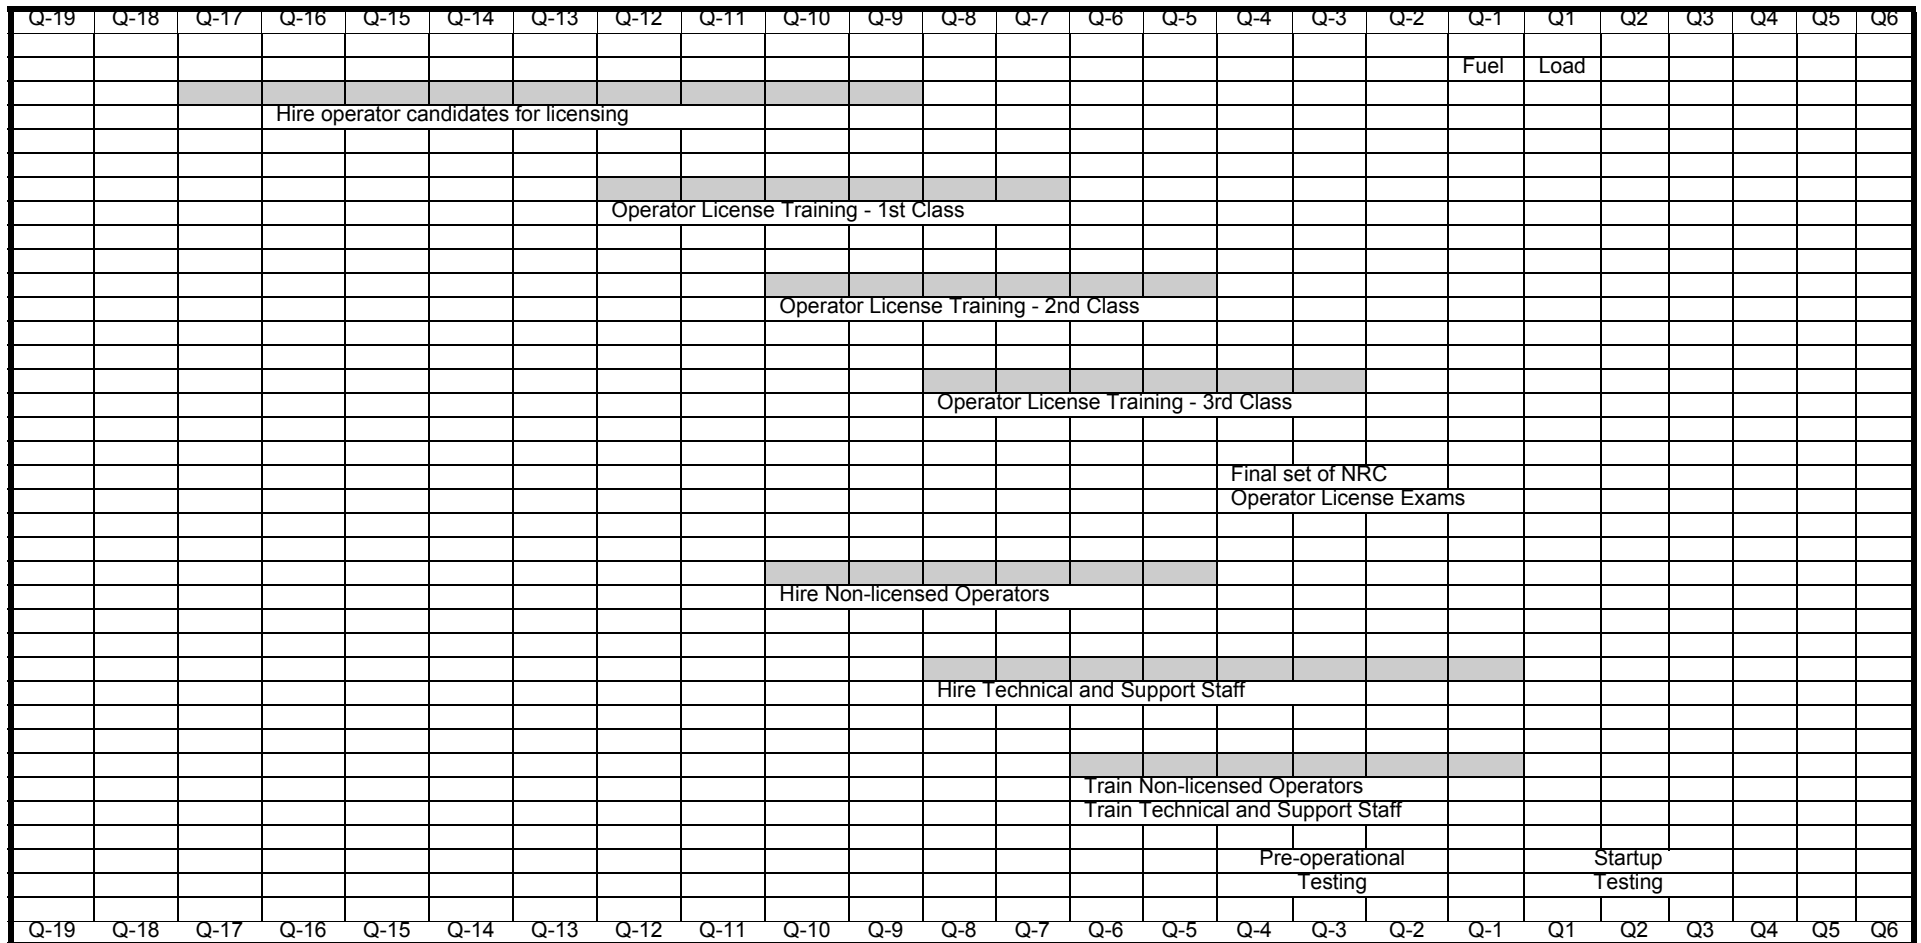 Q-19 Q-18 Q-17 Q-16 Q-15 Q-14 Q-13 Q-12 Q-11 Q-10 Q-9 Q-8 Q-7 Q-6 Q-5 Q-4 Q-3 Q-2 Q-1 Q1 Q2 Q3 Q4 Q5 Q6
Fuel Load
Hire operator candidates for licensing
Operator License Training - 1st Class
Operator License Training - 2nd Class
Operator License Training - 3rd Class
Final set of NRC
Operator License Exams
Hire Non-licensed Operators
Hire Technical and Support Staff
Train Non-licensed Operators
Train Technical and Support Staff
Pre-operational Startup
Testing Testing
Q-19 Q-18 Q-17 Q-16 Q-15 Q-14 Q-13 Q-12 Q-11 Q-10 Q-9 Q-8 Q-7 Q-6 Q-5 Q-4 Q-3 Q-2 Q-1 Q1 Q2 Q3 Q4 Q5 Q6